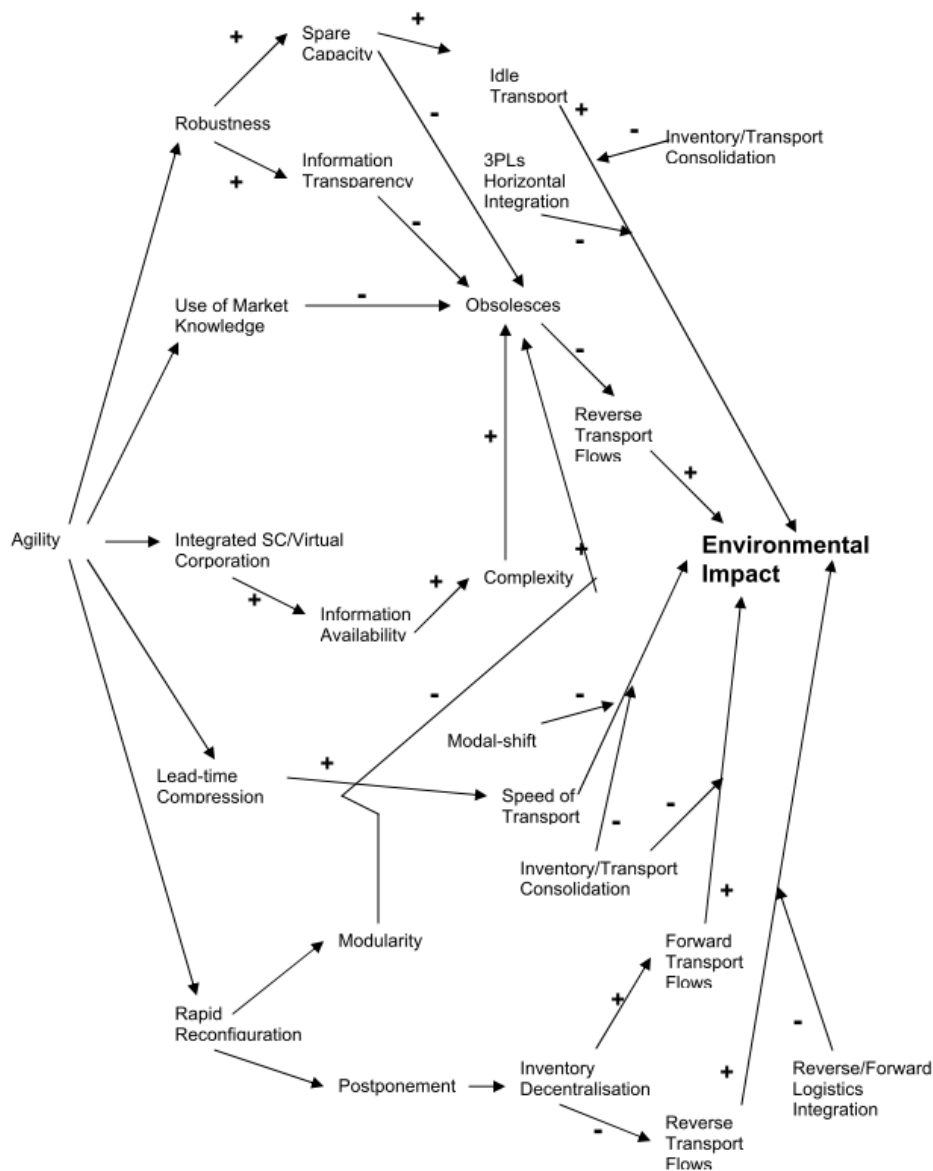 +
+
Spare
Capacity
Idle
Transport
+
-
-
Robustness
Inventory/Transport
Consolidation
+
Information
Transparency
3PLs
Horizontal
Integration
-
-
Use of Market
Knowledge
-
Obsolesces
-
Reverse
Transport
Flows
+
+
Agility
Integrated SC/Virtual
Corporation
+
Information
Availability
+
Complexity
+
Environmental
Impact
-
-
Modal-shift
Lead-time
Compression
+
Speed of
Transport
-
-
Inventory/Transport
Consolidation
+
Modularity
Forward
Transport
Flows
Rapid
Reconfiguration
+
-
Postponement
Inventory
Decentralisation
+
Reverse/Forward
Logistics
Integration
-
Reverse
Transport
Flows